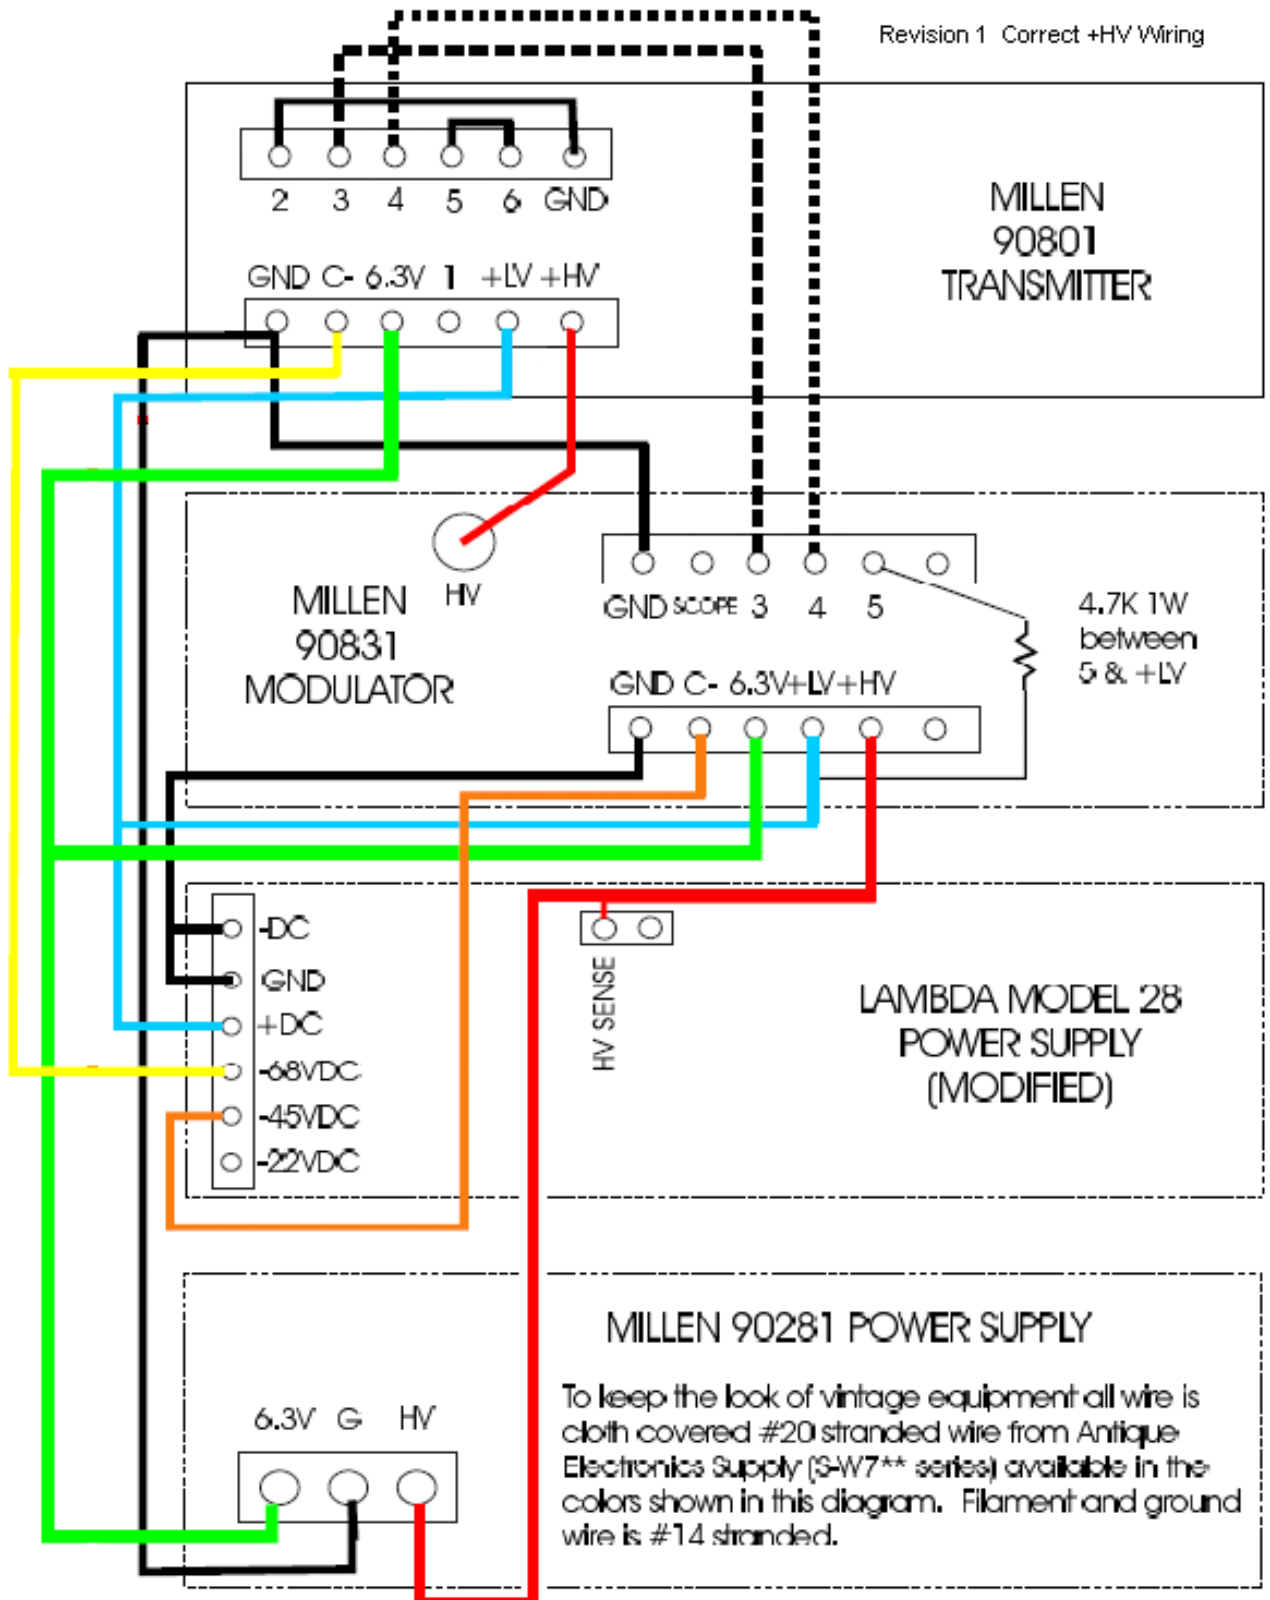 Revision 1  Correct +HV Wiring
2 3 4 5 6 GND
MILLEN
90801
TRANSMITTER
GND C- 6.3V 1 +LV +HV
HV
MILLEN
90831
MODULATOR
GND SCOPE 3 4 5
4.7K 1W
between
5 & +LV
GND C- 6.3V +LV +HV
-DC
GND
+DC
-68VDC
-45VDC
-22VDC
HV SENSE
LAMBDA MODEL 28
POWER SUPPLY
(MODIFIED)
MILLEN 90281 POWER SUPPLY
6.3V G HV
To keep the look of vintage equipment all wire is
cloth covered #20 stranded wire from Antique
Electronics Supply (S-W7** series) available in the
colors shown in this diagram.  Filament and ground
wire is #14 stranded.